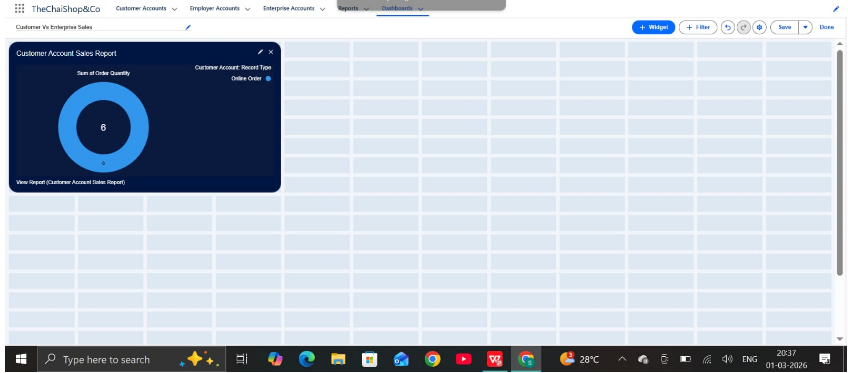 TheChaiShop&Co Customer Accounts Employer Accounts Enterprise Accounts Reports Dashboards
Customer Vs Enterprise Sales + Widget + Filter Save Done
Customer Account Sales Report
Sum of Order Quantity
Customer Account: Record Type
Online Order
6
6
View Report (Customer Account Sales Report)
Type here to search 28°C ENG 20:37
01-03-2026